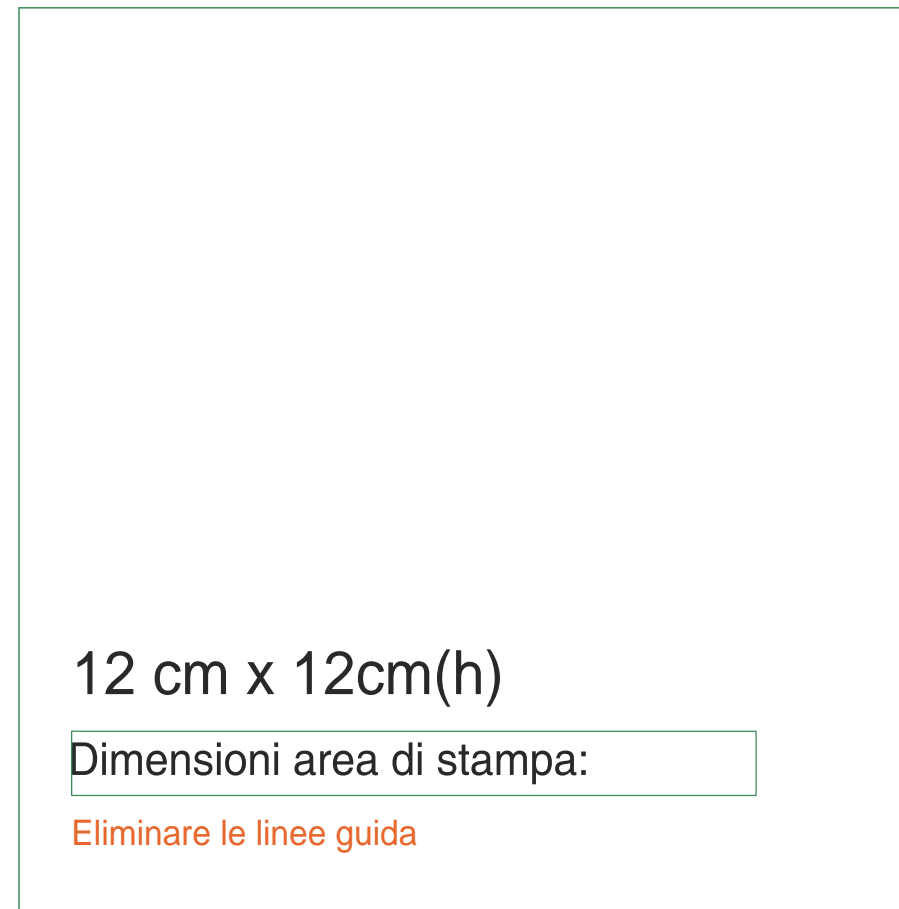 12 cm x 12cm(h)
Dimensioni area di stampa:
Eliminare le linee guida